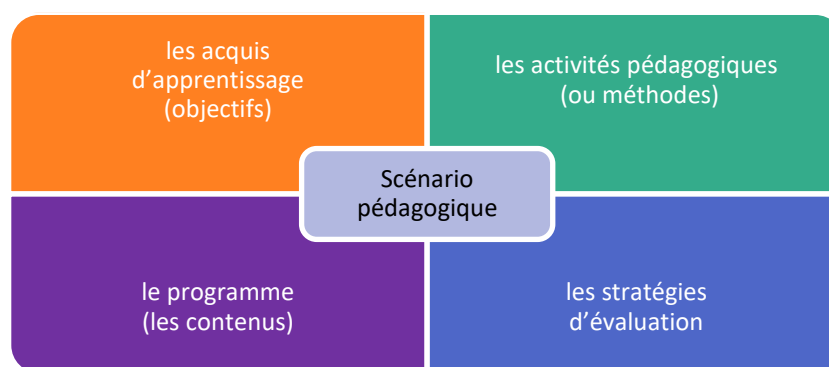 les acquis
d’apprentissage
(objectifs)
les activités pédagogiques
(ou méthodes)
Scénario
pédagogique
le programme
(les contenus)
les stratégies
d’évaluation